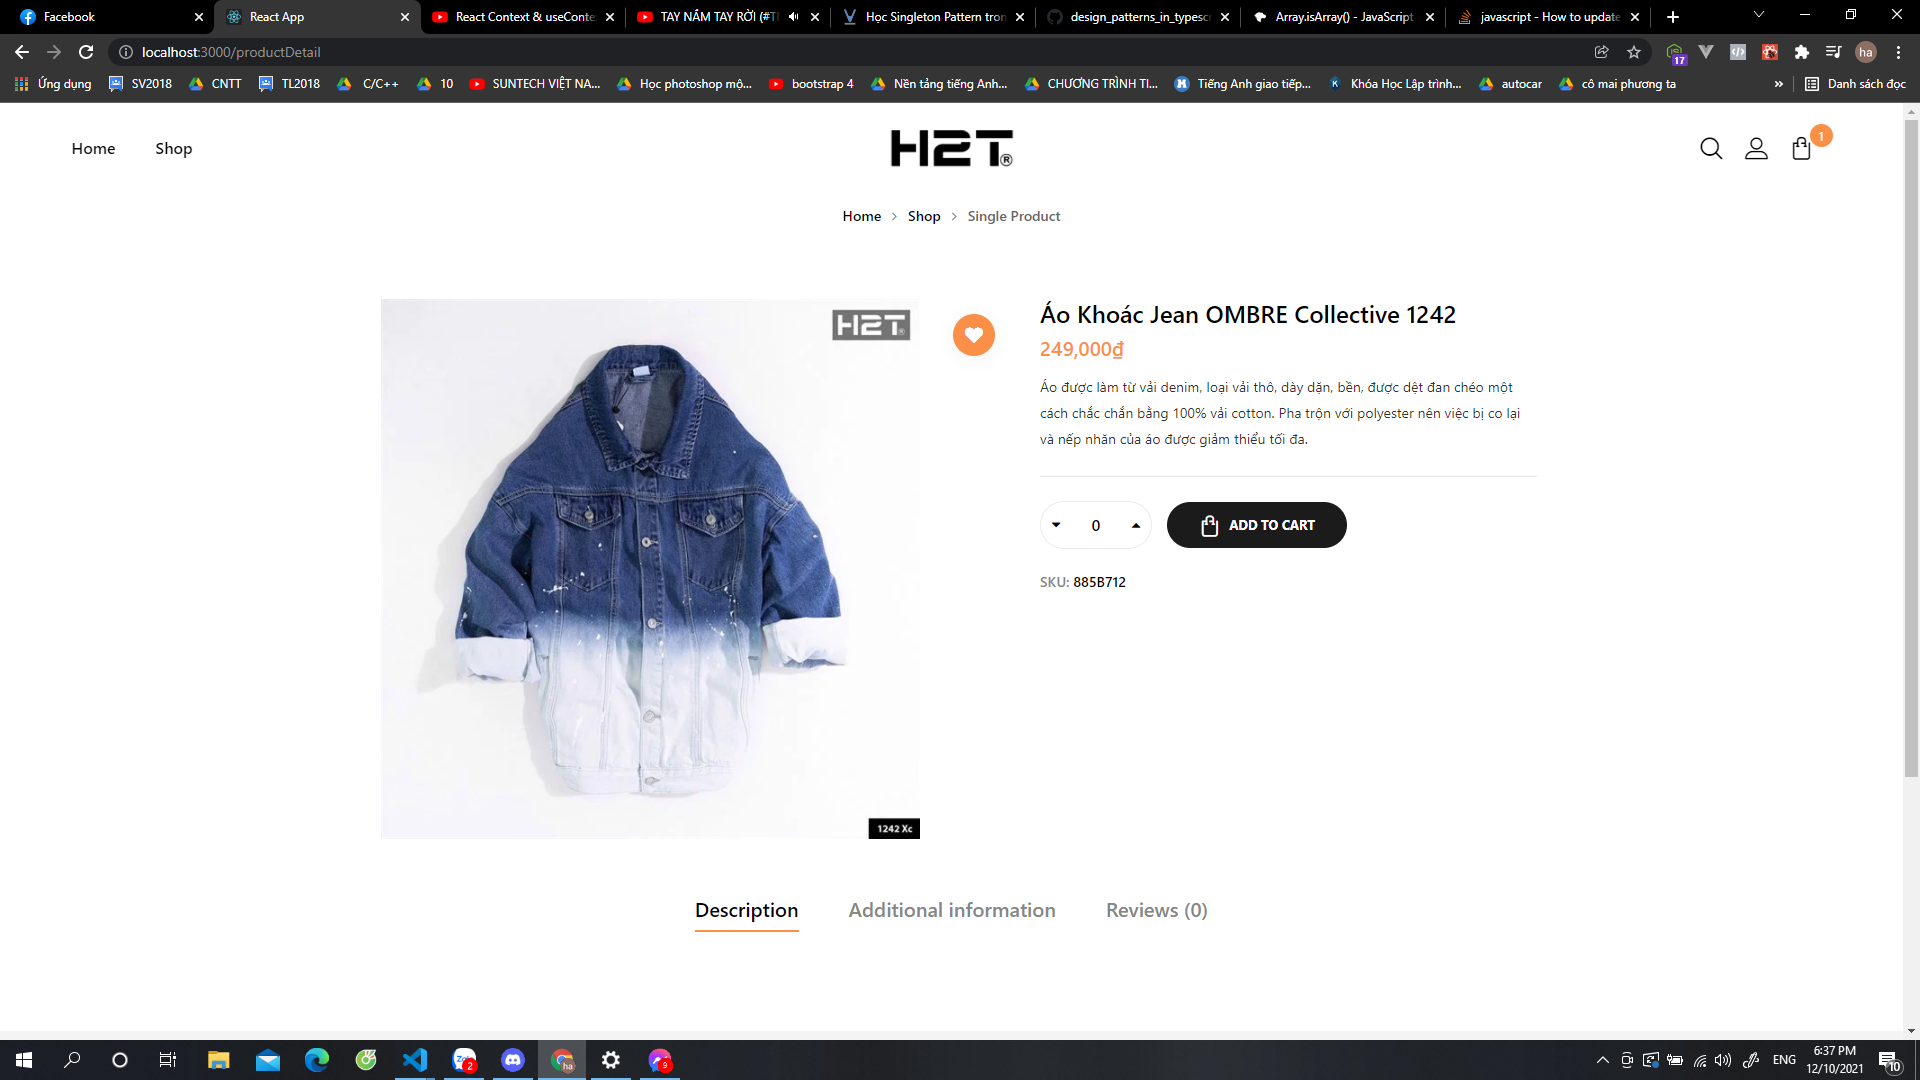 Facebook
React App
React Context & useConte
TAY NẮM TAY RỜI (#T
Học Singleton Pattern tron
design_patterns_in_typesc
Array.isArray() - JavaScript
javascript - How to update
localhost:3000/productDetail
17
ha
Ứng dụng
SV2018
CNTT
TL2018
C/C++
10
SUNTECH VIỆT NA...
Học photoshop mộ...
bootstrap 4
Nền tảng tiếng Anh...
CHƯƠNG TRÌNH TI...
Tiếng Anh giao tiếp...
Khóa Học Lập trình...
autocar
cô mai phương ta
»
Danh sách đọc
Home
Shop
H2T®
1
Home > Shop > Single Product
H2T®
1242 Xc
Áo Khoác Jean OMBRE Collective 1242
249,000₫
Áo được làm từ vải denim, loại vải thô, dày dặn, bền, được dệt đan chéo một
cách chắc chắn bằng 100% vải cotton. Pha trộn với polyester nên việc bị co lại
và nếp nhăn của áo được giảm thiểu tối đa.
0
ADD TO CART
SKU: 885B712
Description
Additional information
Reviews (0)
2
ha
9
ENG
6:37 PM
12/10/2021
10